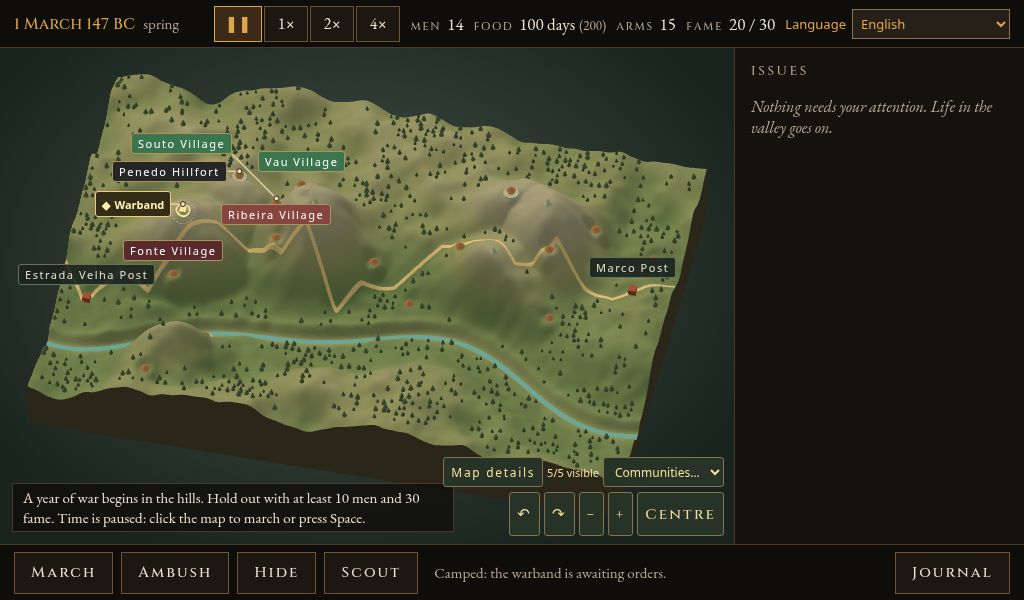 1 March 147 BC spring
❚❚ 1× 2× 4×
MEN 14 FOOD 100 days (200) ARMS 15 FAME 20 / 30
Language English
ISSUES
Nothing needs your attention. Life in the
valley goes on.
Souto Village
Vau Village
Penedo Hillfort
◆ Warband
Ribeira Village
Fonte Village
Estrada Velha Post
Marco Post
Map details 5/5 visible Communities...
A year of war begins in the hills. Hold out with at least 10 men and 30
fame. Time is paused: click the map to march or press Space.
↶ ↷ − + Centre
March Ambush Hide Scout Camped: the warband is awaiting orders. Journal